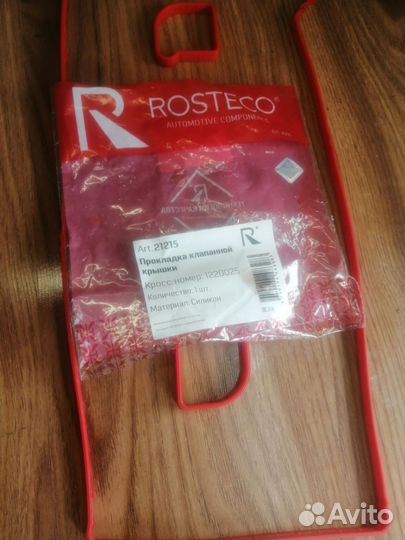 R ROSTECO®
AUTOMOTIVE COMPONENTS
Art. 21215
Прокладка клапанной
крышки
Кросс-номер: 1220025
Количество: 1 шт.
Материал: Силикон
R
Avito